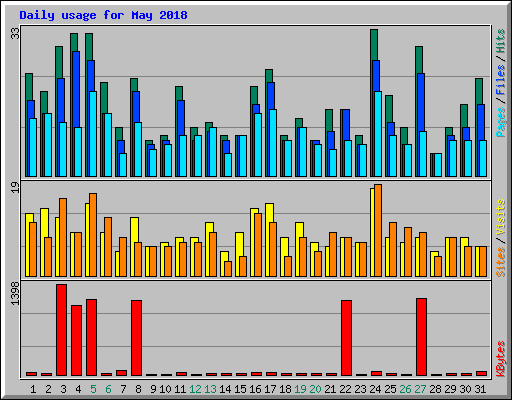 Daily usage for May 2018
33
Pages / Files / Hits
19
Sites / Visits
1398
KBytes
1 2 3 4 5 6 7 8 9 10 11 12 13 14 15 16 17 18 19 20 21 22 23 24 25 26 27 28 29 30 31